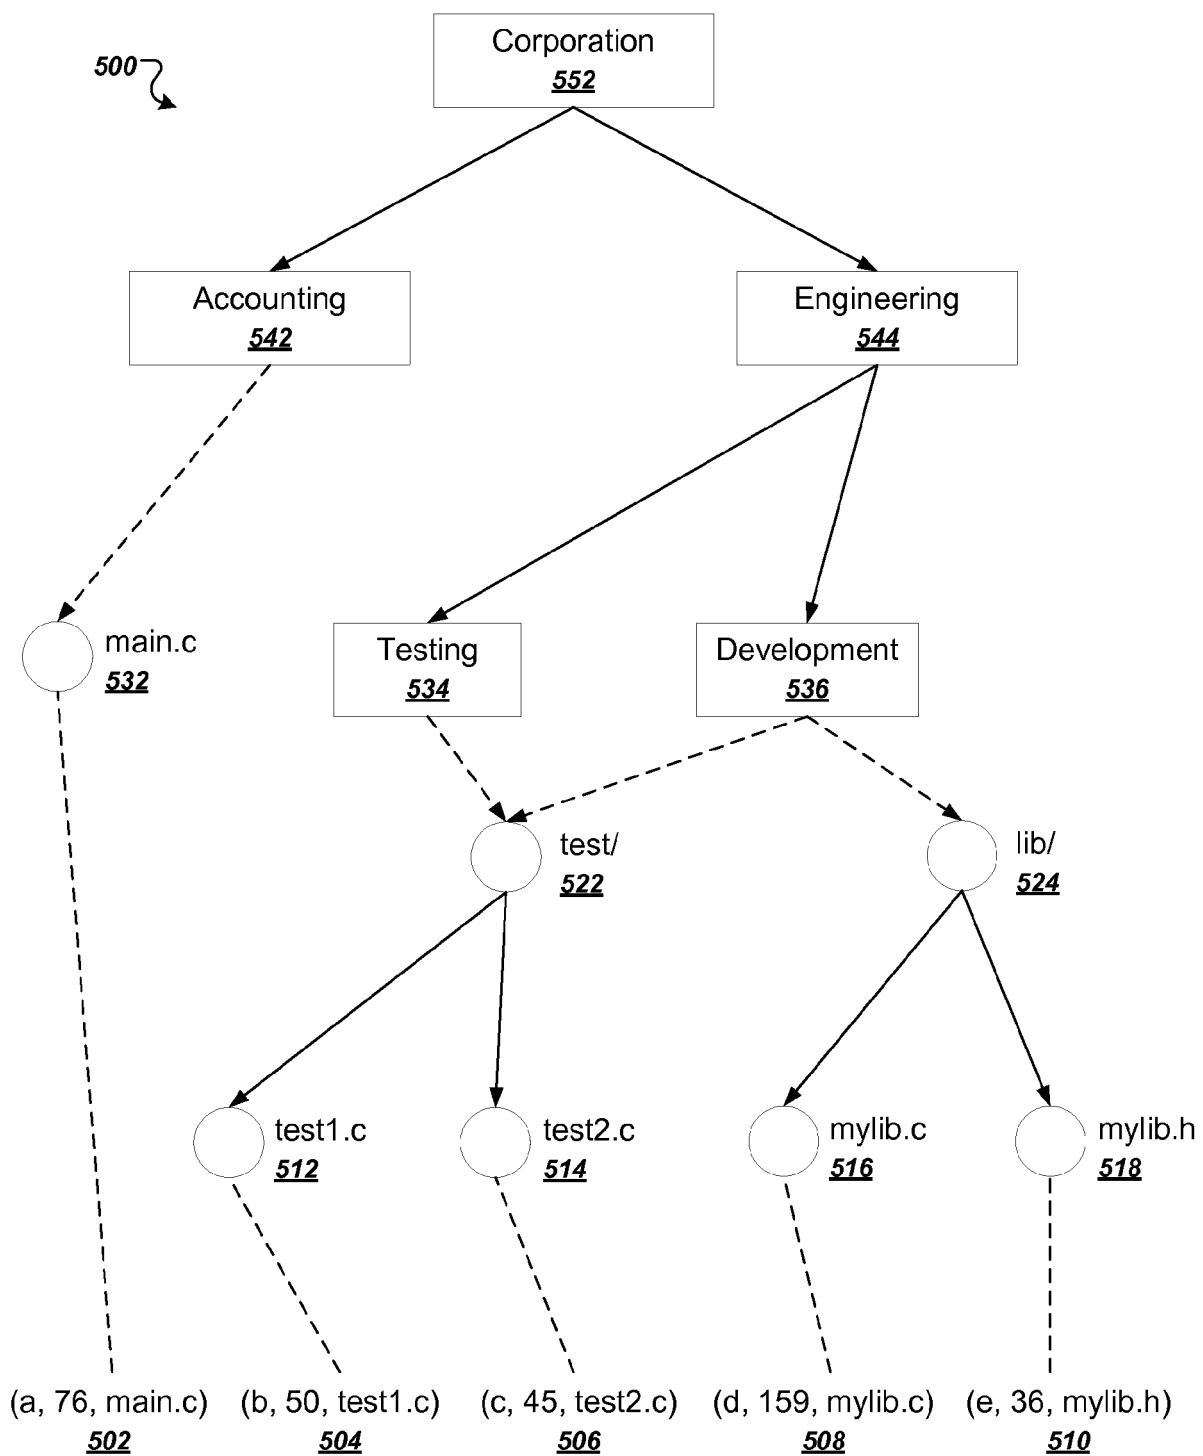 Corporation
552
500
Accounting
542
Engineering
544
main.c
532
Testing
534
Development
536
test/
522
lib/
524
test1.c
512
test2.c
514
mylib.c
516
mylib.h
518
(a, 76, main.c)
502
(b, 50, test1.c)
504
(c, 45, test2.c)
506
(d, 159, mylib.c)
508
(e, 36, mylib.h)
510